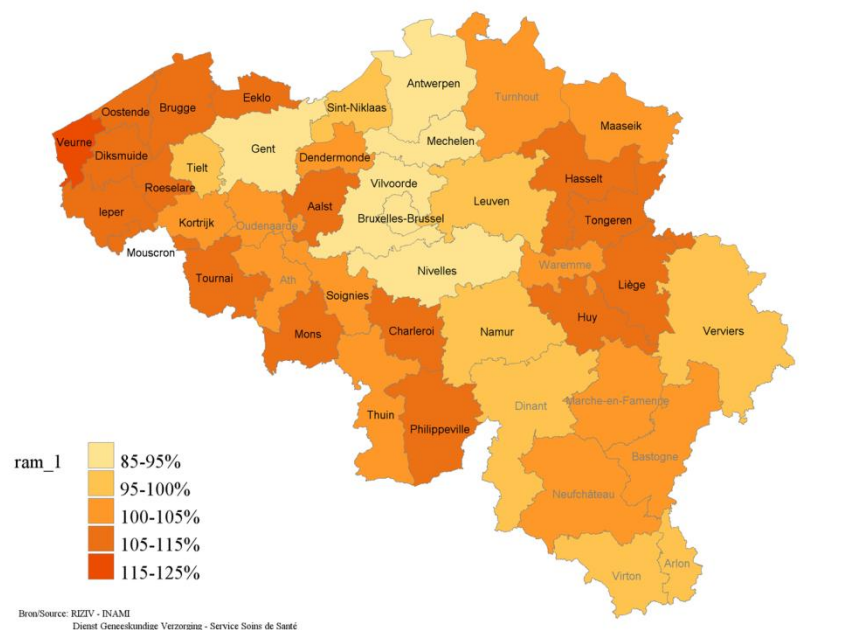 Antwerpen
Turnhout
Eeklo
Sint-Niklaas
Brugge
Oostende
Maaseik
Veurne
Mechelen
Gent
Diksmuide
Dendermonde
Tielt
Hasselt
Vilvoorde
Roeselare
Leuven
Aalst
Ieper
Bruxelles-Brussel
Tongeren
Kortrijk
Oudenaarde
Mouscron
Waremme
Nivelles
Tournai
Ath
Liège
Soignies
Huy
Mons
Charleroi
Namur
Verviers
Marche-en-Famenne
Dinant
Thuin
Philippeville
Bastogne
Neufchâteau
Arlon
Virton
ram_1
85-95%
95-100%
100-105%
105-115%
115-125%
Bron/Source: RIZIV - INAMI
Dienst Geneeskundige Verzorging - Service Soins de Santé